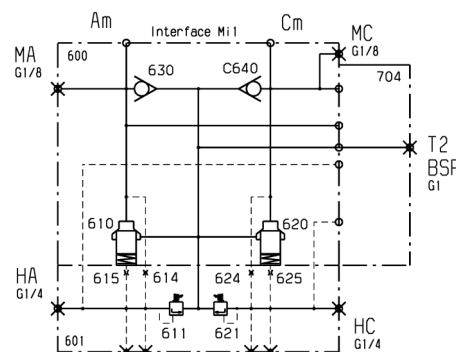 Am
Interface Mi1
Cm
MC
G1/8
MA
G1/8
600
630
C640
704
T2
BSP
G1
610
620
HA
G1/4
615
614
624
625
611
621
HC
G1/4
601